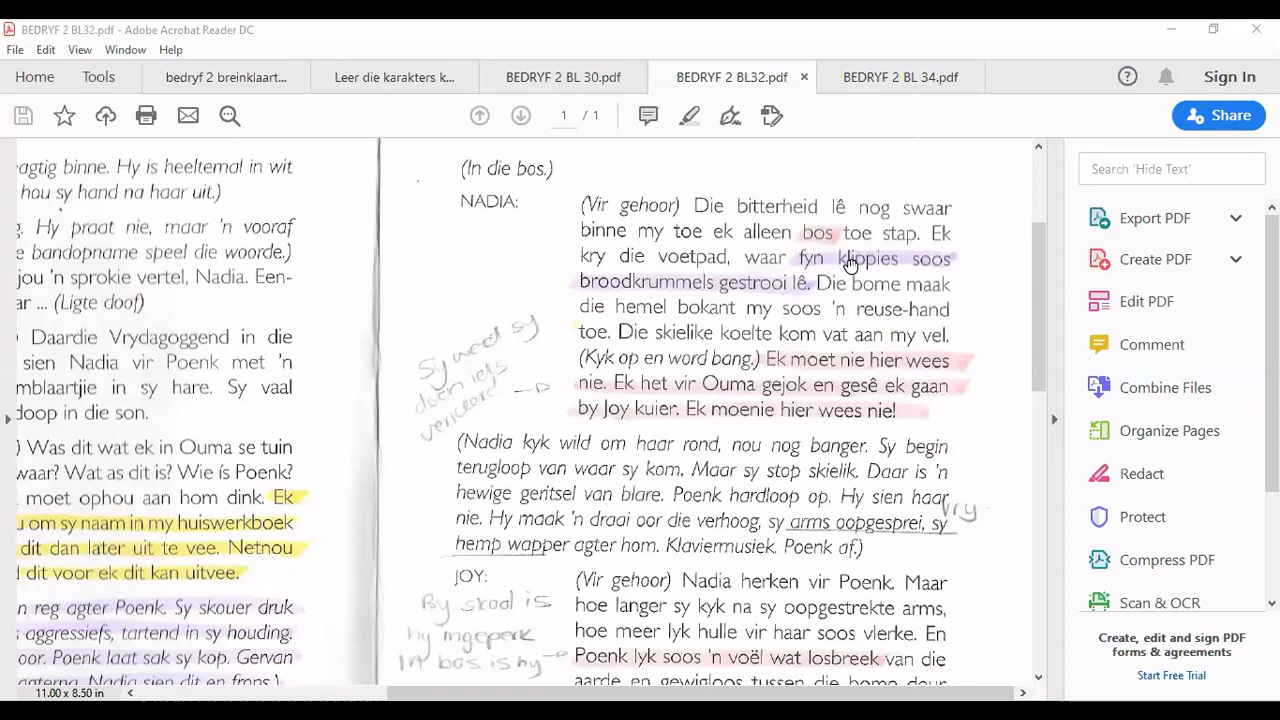 BEDRYF 2 BL32.pdf - Adobe Acrobat Reader DC
File Edit View Window Help
Home Tools bedryf 2 breinklaart... Leer die karakters k... BEDRYF 2 BL 30.pdf BEDRYF 2 BL32.pdf × BEDRYF 2 BL 34.pdf Sign In
1 / 1
Share
agtig binne. Hy is heeltemal in wit
hou sy hand na haar uit.)
g. Hy praat nie, maar 'n vooraf
e bandopname speel die woorde.)
jou 'n sprokie vertel, Nadia. Een-
ar ... (Ligte doof)
) Daardie Vrydagoggend in die
sien Nadia vir Poenk met 'n
mblaartjie in sy hare. Sy vaal
doop in die son.
) Was dit wat ek in Ouma se tuin
waar? Wat as dit is? Wie ís Poenk?
moet ophou aan hom dink. Ek
u om sy naam in my huiswerkboek
dit dan later uit te vee. Netnou
d dit voor ek dit kan uitvee.
n reg agter Poenk. Sy skouer druk
s aggressiefs, tartend in sy houding.
oor. Poenk laat sak sy kop. Gervan
agterna. Nadia sien dit en frons.)
(In die bos.)
NADIA: (Vir gehoor) Die bitterheid lê nog swaar
binne my toe ek alleen bos toe stap. Ek
kry die voetpad, waar fyn klippies soos
broodkrummels gestrooi lê. Die bome maak
die hemel bokant my soos 'n reuse-hand
toe. Die skielike koelte kom vat aan my vel.
(Kyk op en word bang.) Ek moet nie hier wees
nie. Ek het vir Ouma gejok en gesê ek gaan
by Joy kuier. Ek moenie hier wees nie!
Sy weet sy
doen iets
verkeerd
(Nadia kyk wild om haar rond, nou nog banger. Sy begin
terugloop van waar sy kom. Maar sy stop skielik. Daar is 'n
hewige geritsel van blare. Poenk hardloop op. Hy sien haar
nie. Hy maak 'n draai oor die verhoog, sy arms oopgesprei, sy
hemp wapper agter hom. Klaviermusiek. Poenk af.)
vry
JOY: (Vir gehoor) Nadia herken vir Poenk. Maar
hoe langer sy kyk na sy oopgestrekte arms,
hoe meer lyk hulle vir haar soos vlerke. En
Poenk lyk soos 'n voël wat losbreek van die
aarde en gewigloos tussen die bome deur
By skool is
hy ingeperk
In bos is hy
Search 'Hide Text'
Export PDF
Create PDF
Edit PDF
Comment
Combine Files
Organize Pages
Redact
Protect
Compress PDF
Scan & OCR
Create, edit and sign PDF
forms & agreements
Start Free Trial
11.00 x 8.50 in